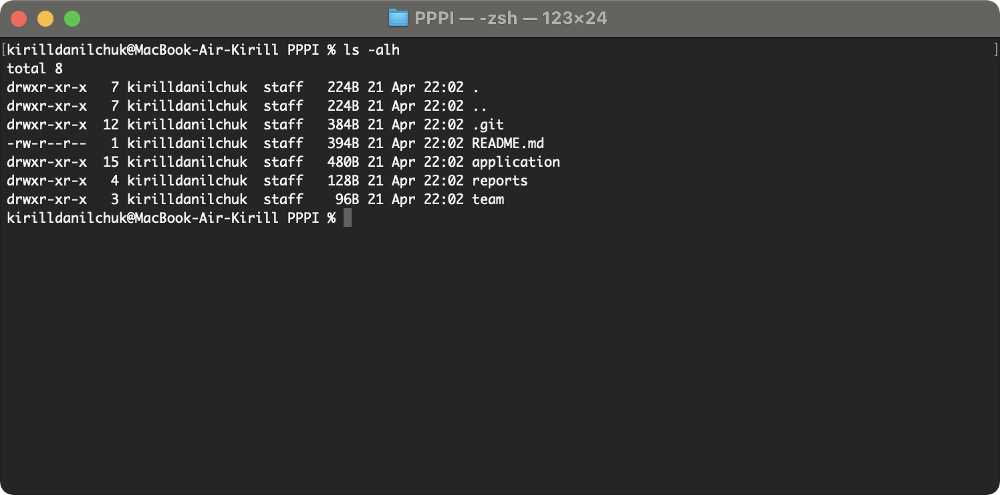 PPPI — -zsh — 123×24
[kirilldanilchuk@MacBook-Air-Kirill PPPI % ls -alh ]
total 8
drwxr-xr-x   7 kirilldanilchuk  staff   224B 21 Apr 22:02 .
drwxr-xr-x   7 kirilldanilchuk  staff   224B 21 Apr 22:02 ..
drwxr-xr-x  12 kirilldanilchuk  staff   384B 21 Apr 22:02 .git
-rw-r--r--   1 kirilldanilchuk  staff   394B 21 Apr 22:02 README.md
drwxr-xr-x  15 kirilldanilchuk  staff   480B 21 Apr 22:02 application
drwxr-xr-x   4 kirilldanilchuk  staff   128B 21 Apr 22:02 reports
drwxr-xr-x   3 kirilldanilchuk  staff    96B 21 Apr 22:02 team
kirilldanilchuk@MacBook-Air-Kirill PPPI %